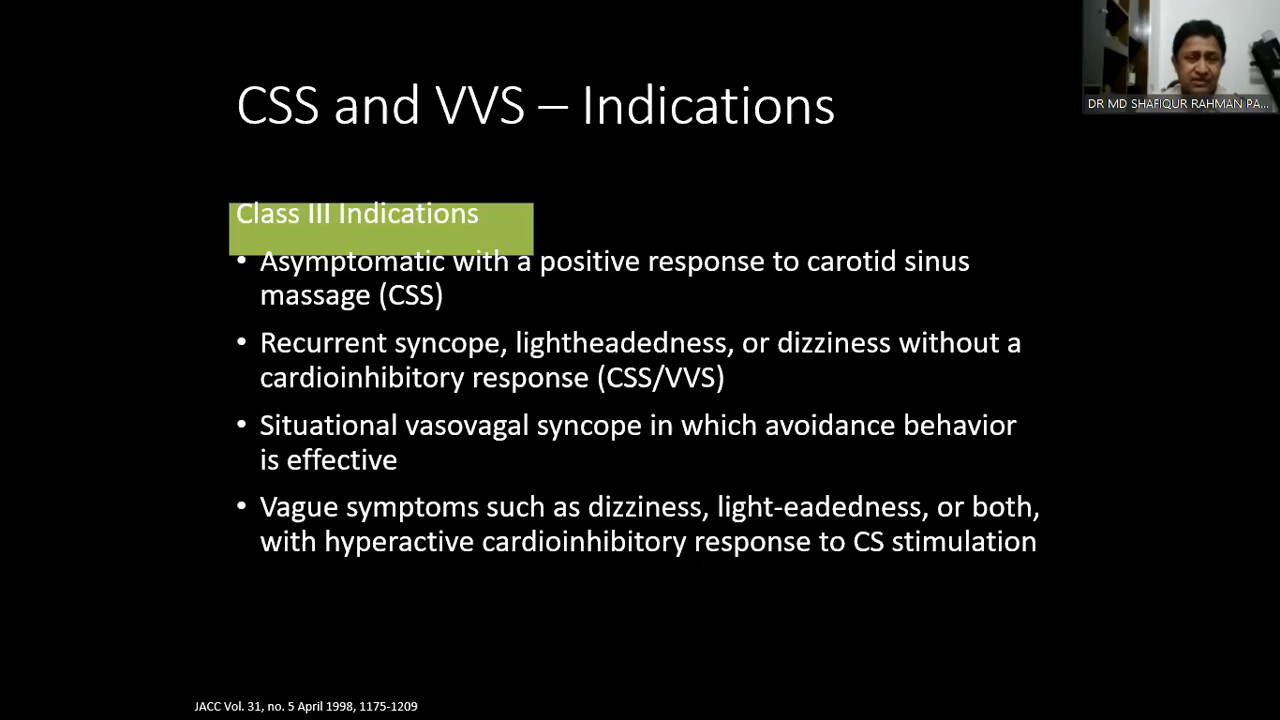 DR MD SHAFIQUR RAHMAN PA...
CSS and VVS – Indications
Class III Indications
• Asymptomatic with a positive response to carotid sinus
massage (CSS)
• Recurrent syncope, lightheadedness, or dizziness without a
cardioinhibitory response (CSS/VVS)
• Situational vasovagal syncope in which avoidance behavior
is effective
• Vague symptoms such as dizziness, light-eadedness, or both,
with hyperactive cardioinhibitory response to CS stimulation
JACC Vol. 31, no. 5 April 1998, 1175-1209